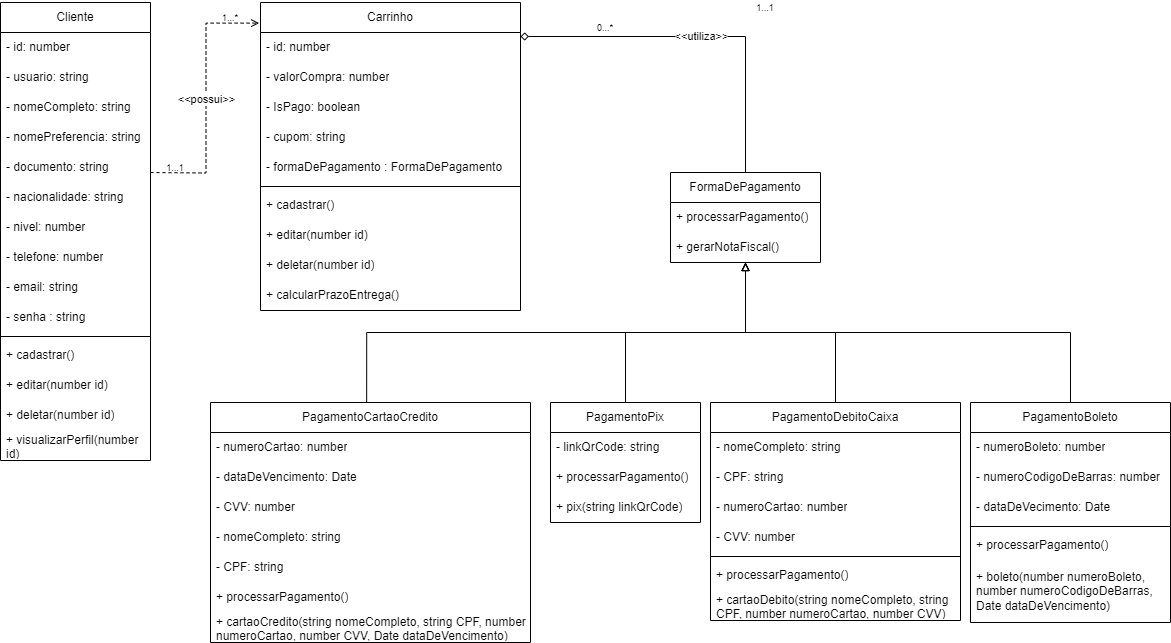 Cliente
- id: number
- usuario: string
- nomeCompleto: string
- nomePreferencia: string
- documento: string
- nacionalidade: string
- nivel: number
- telefone: number
- email: string
- senha : string
+ cadastrar()
+ editar(number id)
+ deletar(number id)
+ visualizarPerfil(number
id)
1...*
<<possui>>
1...1
Carrinho
- id: number
- valorCompra: number
- IsPago: boolean
- cupom: string
- formaDePagamento : FormaDePagamento
+ cadastrar()
+ editar(number id)
+ deletar(number id)
+ calcularPrazoEntrega()
0...*
<<utiliza>>
1...1
FormaDePagamento
+ processarPagamento()
+ gerarNotaFiscal()
PagamentoCartaoCredito
- numeroCartao: number
- dataDeVencimento: Date
- CVV: number
- nomeCompleto: string
- CPF: string
+ processarPagamento()
+ cartaoCredito(string nomeCompleto, string CPF, number
numeroCartao, number CVV, Date dataDeVencimento)
PagamentoPix
- linkQrCode: string
+ processarPagamento()
+ pix(string linkQrCode)
PagamentoDebitoCaixa
- nomeCompleto: string
- CPF: string
- numeroCartao: number
- CVV: number
+ processarPagamento()
+ cartaoDebito(string nomeCompleto, string
CPF, number numeroCartao, number CVV)
PagamentoBoleto
- numeroBoleto: number
- numeroCodigoDeBarras: number
- dataDeVecimento: Date
+ processarPagamento()
+ boleto(number numeroBoleto,
number numeroCodigoDeBarras,
Date dataDeVencimento)